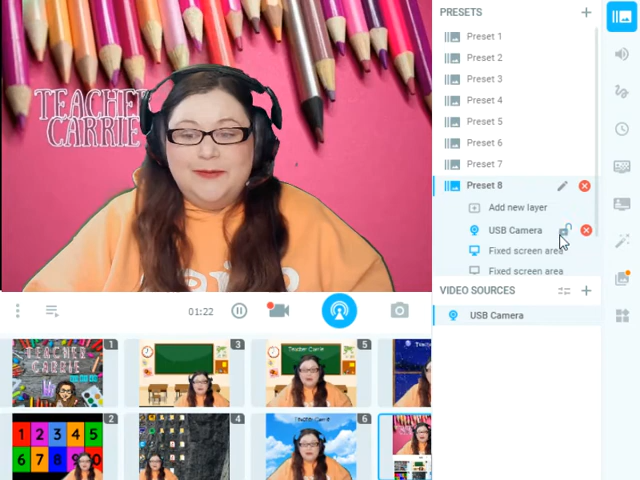 TEACHER
CARRIE
01:22
PRESETS
Preset 1
Preset 2
Preset 3
Preset 4
Preset 5
Preset 6
Preset 7
Preset 8
Add new layer
USB Camera
Fixed screen area
Fixed screen area
VIDEO SOURCES
USB Camera
TEACHER
CARRIE
1
3
Teacher Carrie
5
1 2 3 4 5
6 7 8 9
2
4
Teacher Carrie
6